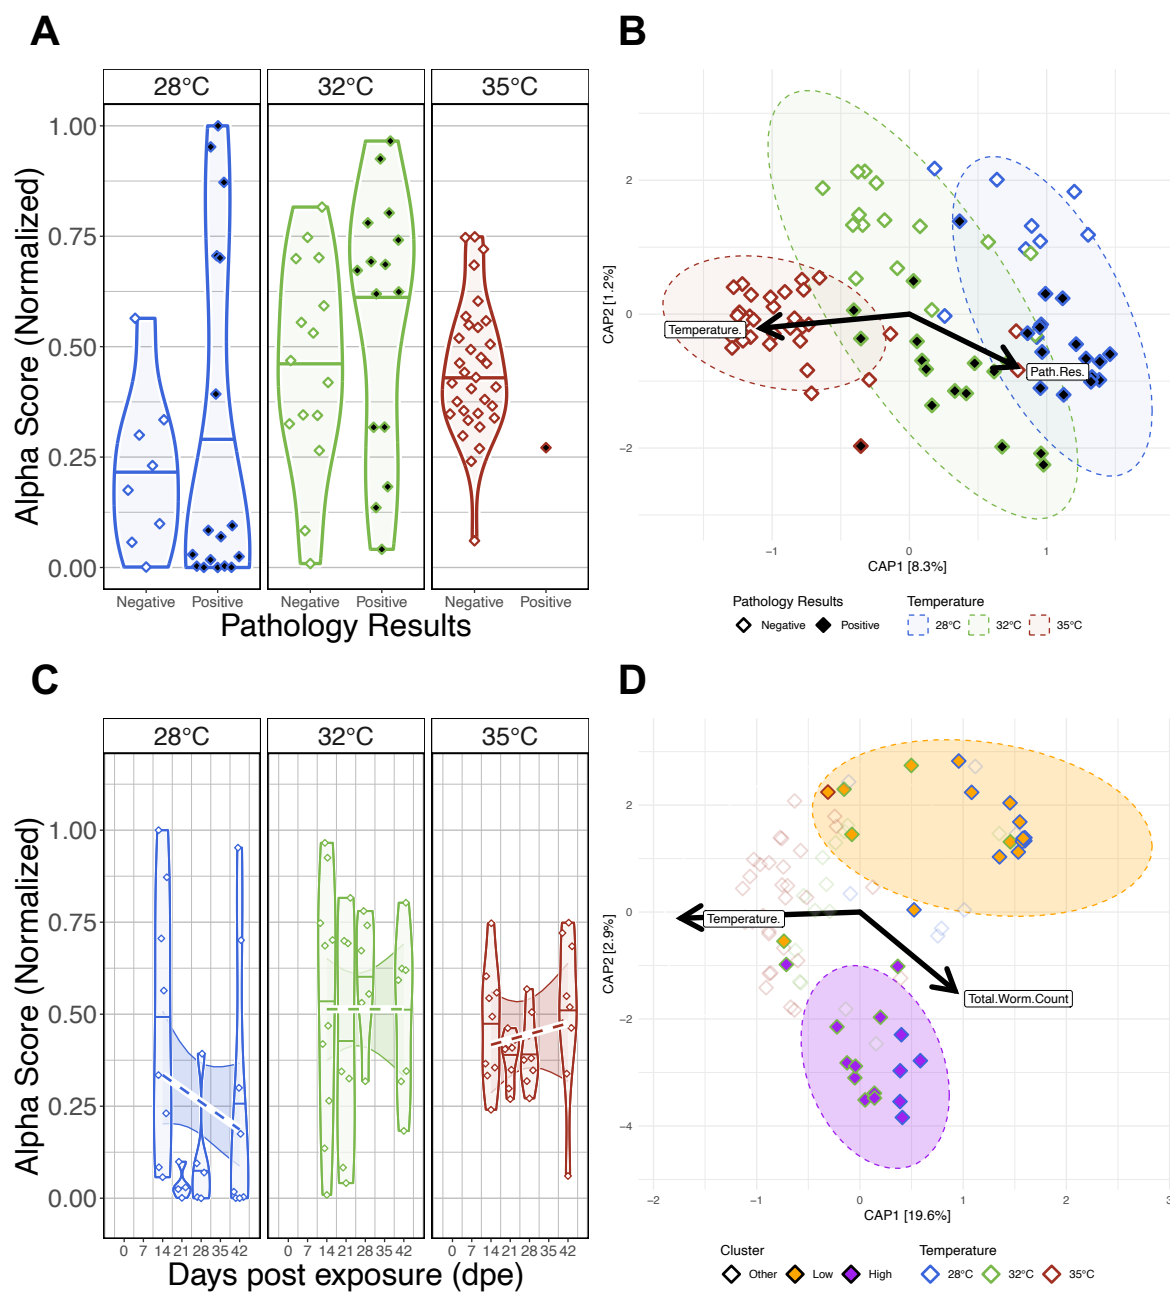 A
28°C 32°C 35°C
Alpha Score (Normalized)
1.00
0.75
0.50
0.25
0.00
Negative Positive Negative Positive Negative Positive
Pathology Results
B
CAP2 [1.2%]
2
0
−2
Temperature.
Path.Res.
−1 0 1
CAP1 [8.3%]
Pathology Results Temperature
Negative Positive 28°C 32°C 35°C
C
28°C 32°C 35°C
Alpha Score (Normalized)
1.00
0.75
0.50
0.25
0.00
0 7 14 21 28 35 42 0 7 14 21 28 35 42 0 7 14 21 28 35 42
Days post exposure (dpe)
D
CAP2 [2.9%]
2
0
−2
−4
Temperature.
Total.Worm.Count
−2 −1 0 1 2 3
CAP1 [19.6%]
Cluster Temperature
Other Low High 28°C 32°C 35°C